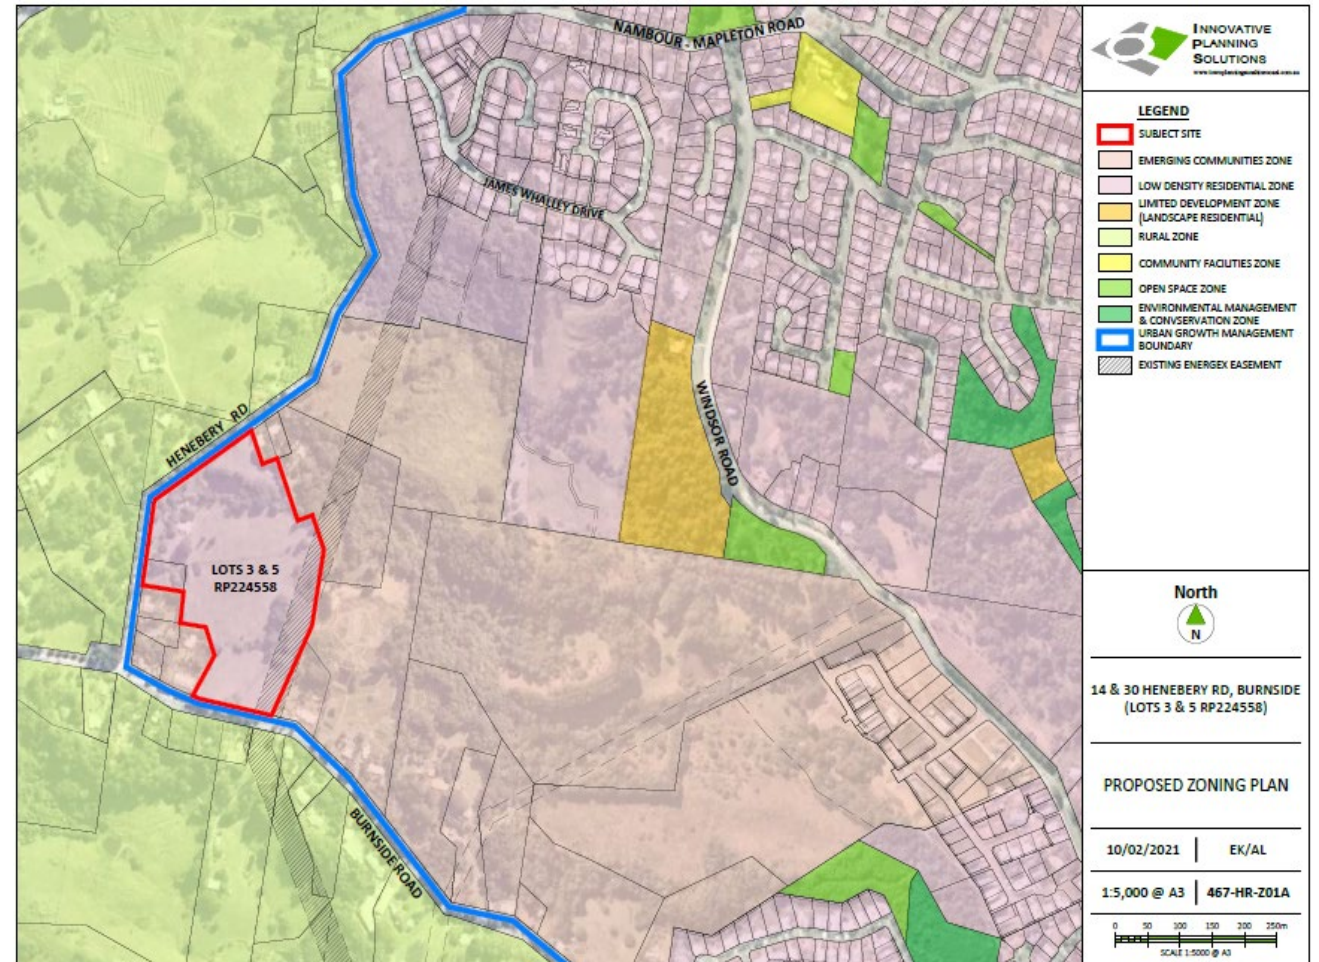 NAMBOUR - MAPLETON ROAD
JAMES WHALLEY DRIVE
WINDSOR ROAD
HENEBERY RD
LOTS 3 & 5
RP224558
BURNSIDE ROAD
INNOVATIVE
PLANNING
SOLUTIONS
LEGEND
SUBJECT SITE
EMERGING COMMUNITIES ZONE
LOW DENSITY RESIDENTIAL ZONE
LIMITED DEVELOPMENT ZONE
(LANDSCAPE RESIDENTIAL)
RURAL ZONE
COMMUNITY FACILITIES ZONE
OPEN SPACE ZONE
ENVIRONMENTAL MANAGEMENT
& CONVSERVATION ZONE
URBAN GROWTH MANAGEMENT
BOUNDARY
EXISTING ENERGEX EASEMENT
North
N
14 & 30 HENEBERY RD, BURNSIDE
(LOTS 3 & 5 RP224558)
PROPOSED ZONING PLAN
10/02/2021 EK/AL
1:5,000 @ A3 467-HR-Z01A
0 50 100 150 200 250m
SCALE 1:5000 @ A3